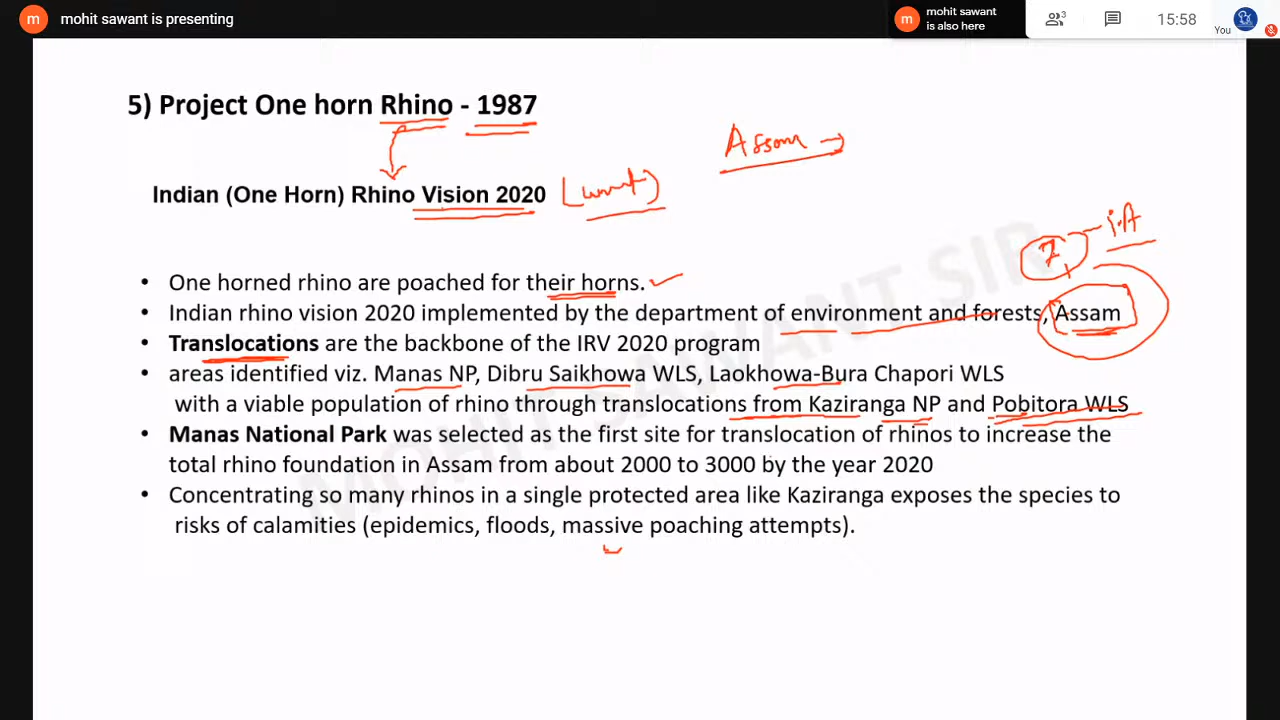 m mohit sawant is presenting
m mohit sawant is also here
3
15:58
You
5) Project One horn Rhino - 1987
Assam
Indian (One Horn) Rhino Vision 2020
7 - i.A
• One horned rhino are poached for their horns.
• Indian rhino vision 2020 implemented by the department of environment and forests, Assam
• Translocations are the backbone of the IRV 2020 program
• areas identified viz. Manas NP, Dibru Saikhowa WLS, Laokhowa-Bura Chapori WLS
with a viable population of rhino through translocations from Kaziranga NP and Pobitora WLS
• Manas National Park was selected as the first site for translocation of rhinos to increase the
total rhino foundation in Assam from about 2000 to 3000 by the year 2020
• Concentrating so many rhinos in a single protected area like Kaziranga exposes the species to
risks of calamities (epidemics, floods, massive poaching attempts).
MOHIT SAWANT SIR